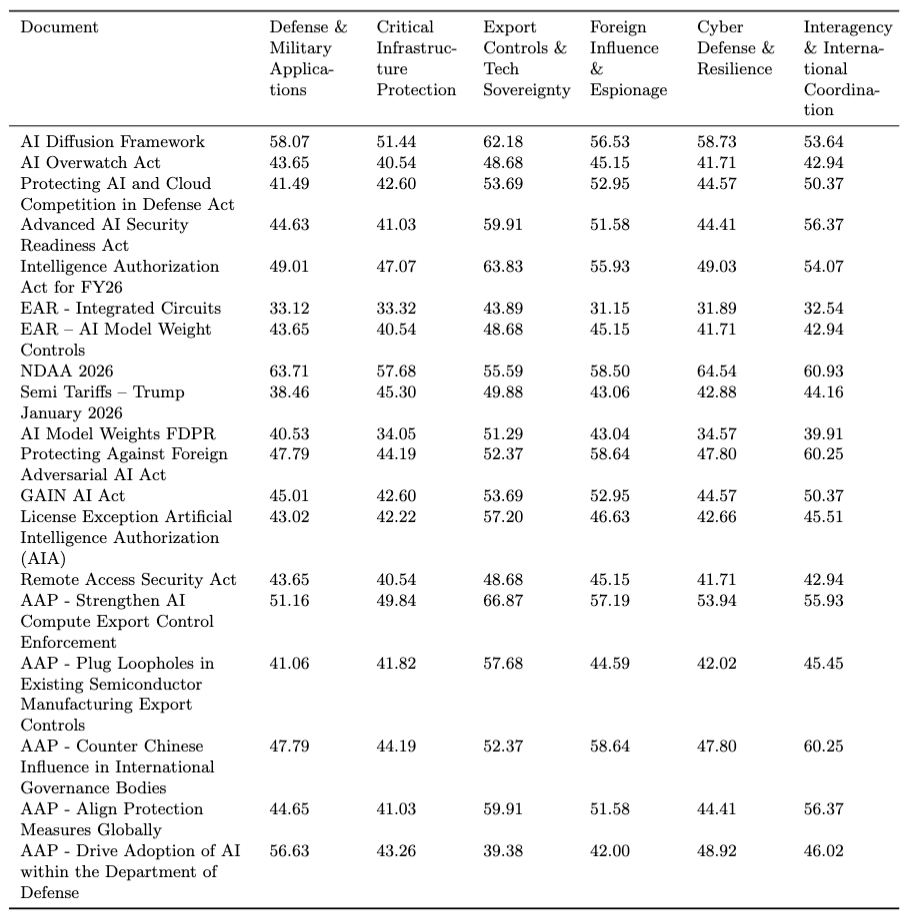 Document Defense & Critical Export Foreign Cyber Interagency
Military Infrastruc- Controls & Influence Defense & & Interna-
Applica- ture Tech & Resilience tional
tions Protection Sovereignty Espionage Coordina-
tion
AI Diffusion Framework 58.07 51.44 62.18 56.53 58.73 53.64
AI Overwatch Act 43.65 40.54 48.68 45.15 41.71 42.94
Protecting AI and Cloud 41.49 42.60 53.69 52.95 44.57 50.37
Competition in Defense Act
Advanced AI Security 44.63 41.03 59.91 51.58 44.41 56.37
Readiness Act
Intelligence Authorization 49.01 47.07 63.83 55.93 49.03 54.07
Act for FY26
EAR - Integrated Circuits 33.12 33.32 43.89 31.15 31.89 32.54
EAR – AI Model Weight 43.65 40.54 48.68 45.15 41.71 42.94
Controls
NDAA 2026 63.71 57.68 55.59 58.50 64.54 60.93
Semi Tariffs – Trump 38.46 45.30 49.88 43.06 42.88 44.16
January 2026
AI Model Weights FDPR 40.53 34.05 51.29 43.04 34.57 39.91
Protecting Against Foreign 47.79 44.19 52.37 58.64 47.80 60.25
Adversarial AI Act
GAIN AI Act 45.01 42.60 53.69 52.95 44.57 50.37
License Exception Artificial 43.02 42.22 57.20 46.63 42.66 45.51
Intelligence Authorization
(AIA)
Remote Access Security Act 43.65 40.54 48.68 45.15 41.71 42.94
AAP - Strengthen AI 51.16 49.84 66.87 57.19 53.94 55.93
Compute Export Control
Enforcement
AAP - Plug Loopholes in 41.06 41.82 57.68 44.59 42.02 45.45
Existing Semiconductor
Manufacturing Export
Controls
AAP - Counter Chinese 47.79 44.19 52.37 58.64 47.80 60.25
Influence in International
Governance Bodies
AAP - Align Protection 44.65 41.03 59.91 51.58 44.41 56.37
Measures Globally
AAP - Drive Adoption of AI 56.63 43.26 39.38 42.00 48.92 46.02
within the Department of
Defense